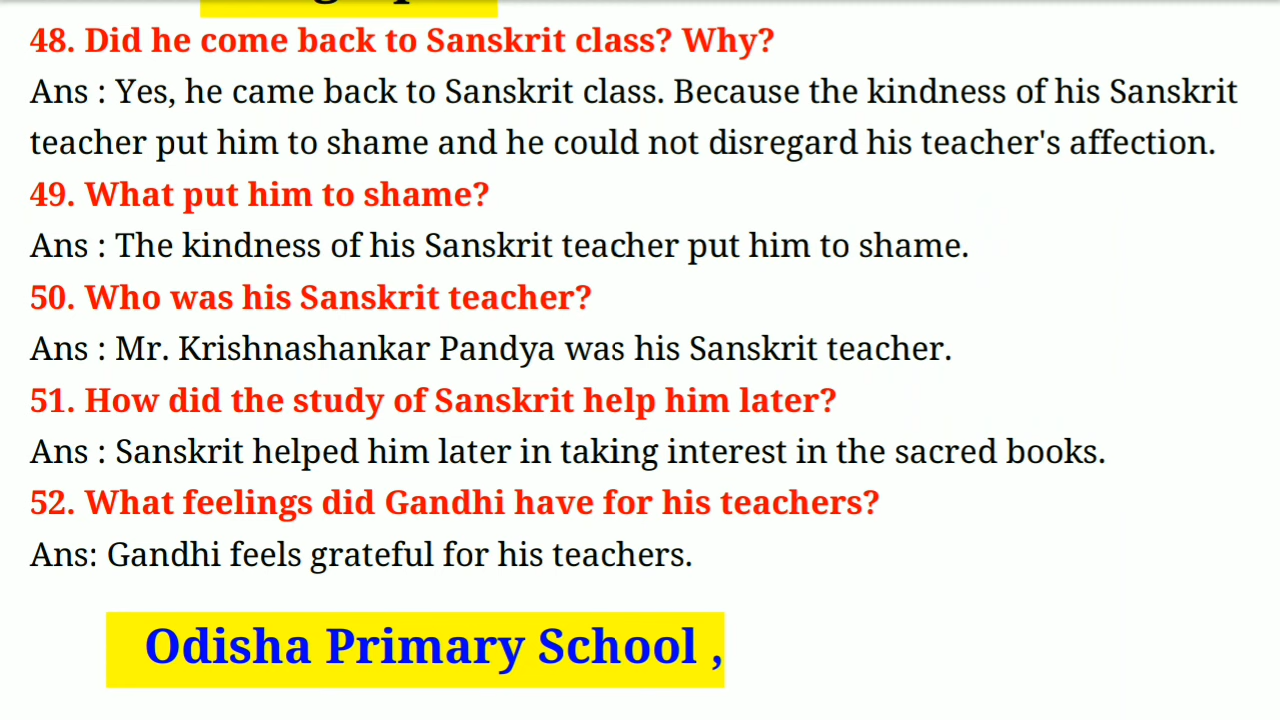 48. Did he come back to Sanskrit class? Why?
Ans : Yes, he came back to Sanskrit class. Because the kindness of his Sanskrit
teacher put him to shame and he could not disregard his teacher's affection.
49. What put him to shame?
Ans : The kindness of his Sanskrit teacher put him to shame.
50. Who was his Sanskrit teacher?
Ans : Mr. Krishnashankar Pandya was his Sanskrit teacher.
51. How did the study of Sanskrit help him later?
Ans : Sanskrit helped him later in taking interest in the sacred books.
52. What feelings did Gandhi have for his teachers?
Ans: Gandhi feels grateful for his teachers.
Odisha Primary School ,